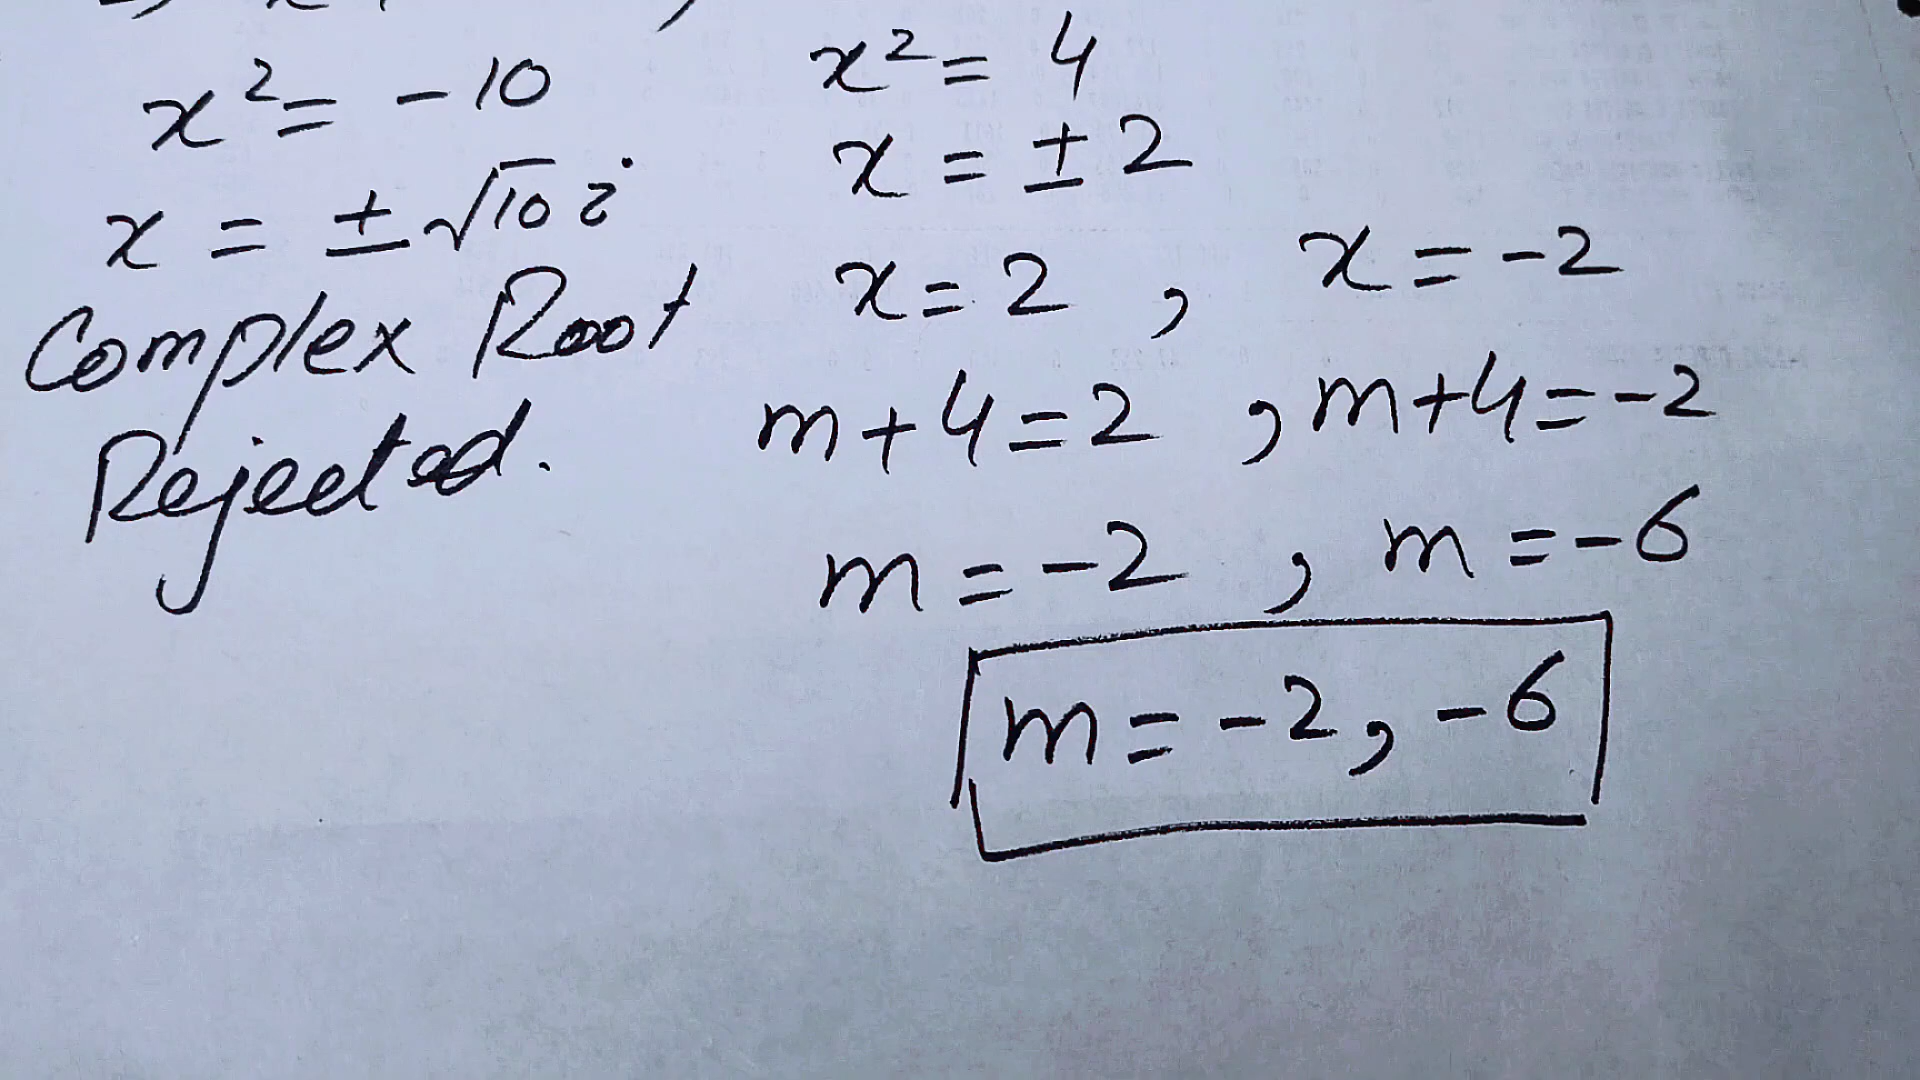 x² = -10
x = ±√10 i
Complex Root
Rejected.
x² = 4
x = ±2
x = 2 , x = -2
m+4=2 , m+4=-2
m = -2 , m = -6
m = -2, -6